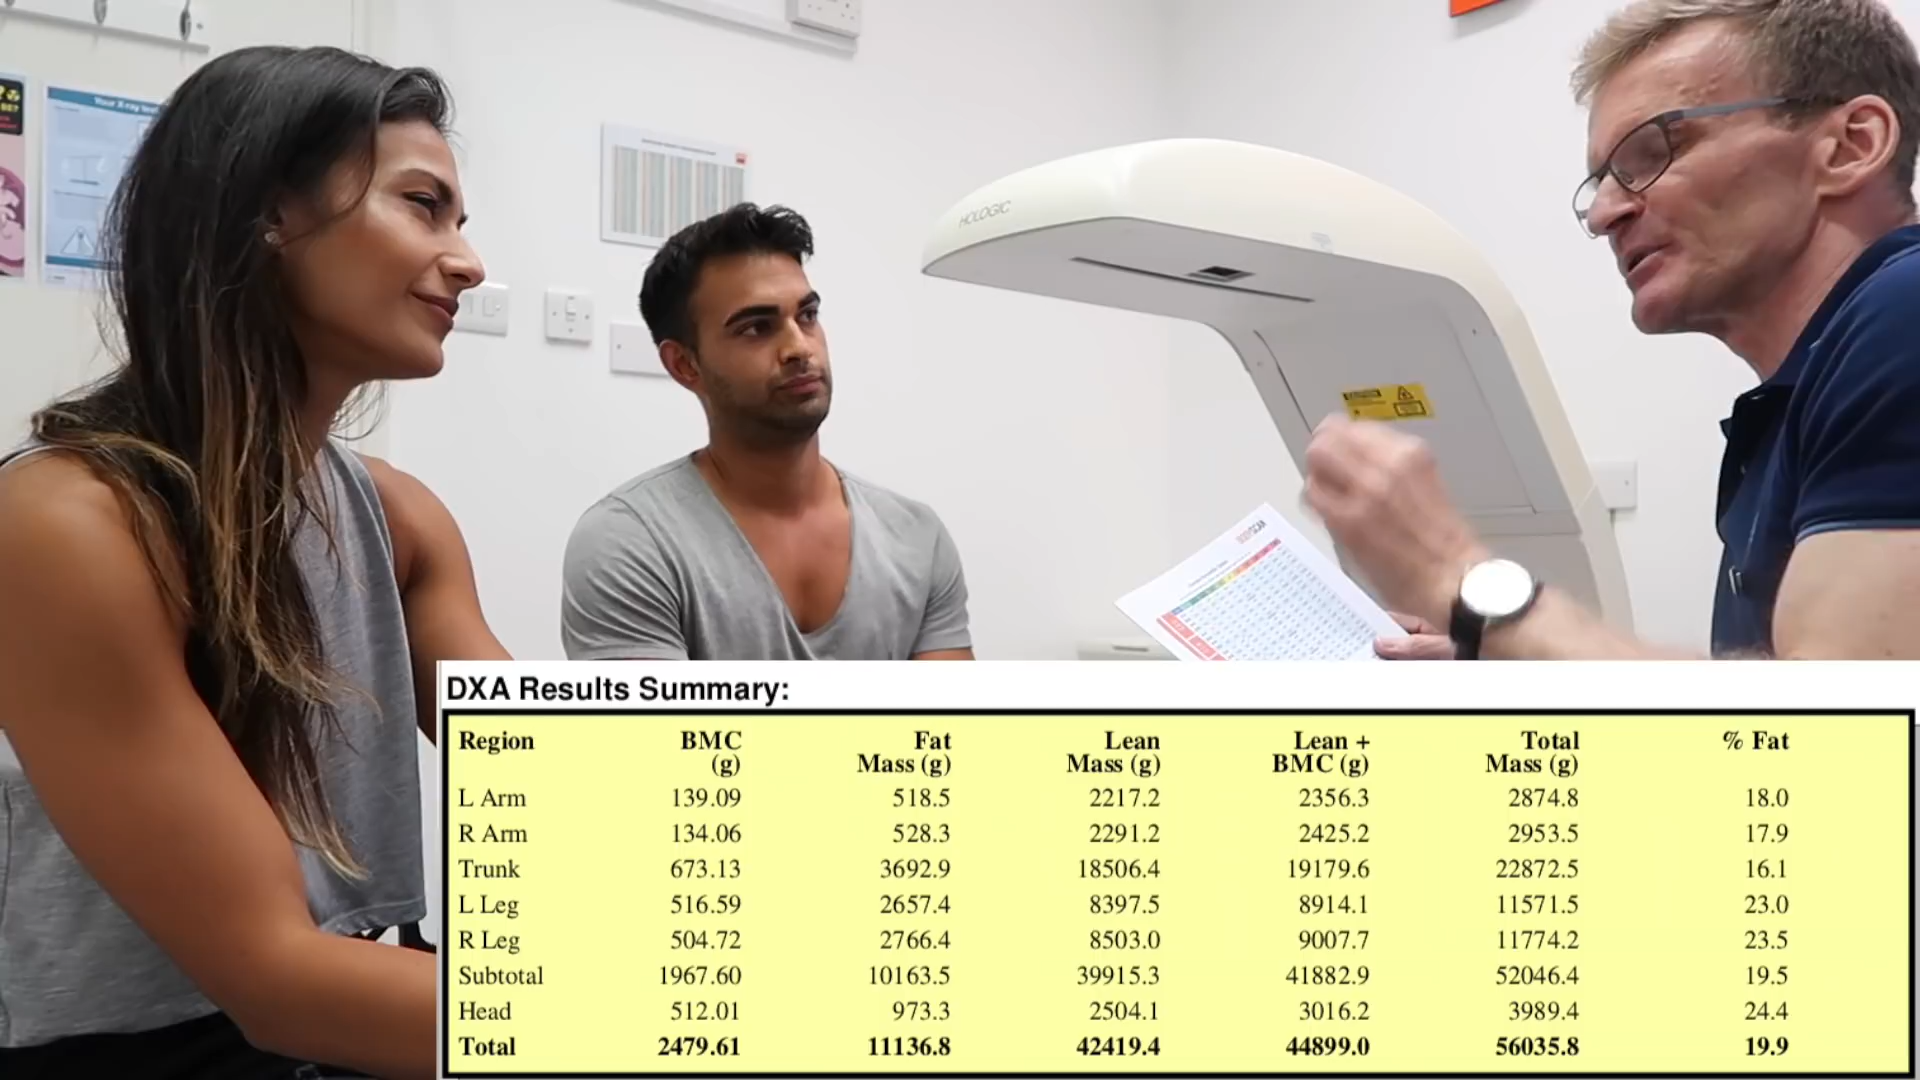 Your X-ray
HOLOGIC
BODYSCAN
DXA Results Summary:
Region BMC (g) Fat Mass (g) Lean Mass (g) Lean + BMC (g) Total Mass (g) % Fat
L Arm 139.09 518.5 2217.2 2356.3 2874.8 18.0
R Arm 134.06 528.3 2291.2 2425.2 2953.5 17.9
Trunk 673.13 3692.9 18506.4 19179.6 22872.5 16.1
L Leg 516.59 2657.4 8397.5 8914.1 11571.5 23.0
R Leg 504.72 2766.4 8503.0 9007.7 11774.2 23.5
Subtotal 1967.60 10163.5 39915.3 41882.9 52046.4 19.5
Head 512.01 973.3 2504.1 3016.2 3989.4 24.4
Total 2479.61 11136.8 42419.4 44899.0 56035.8 19.9